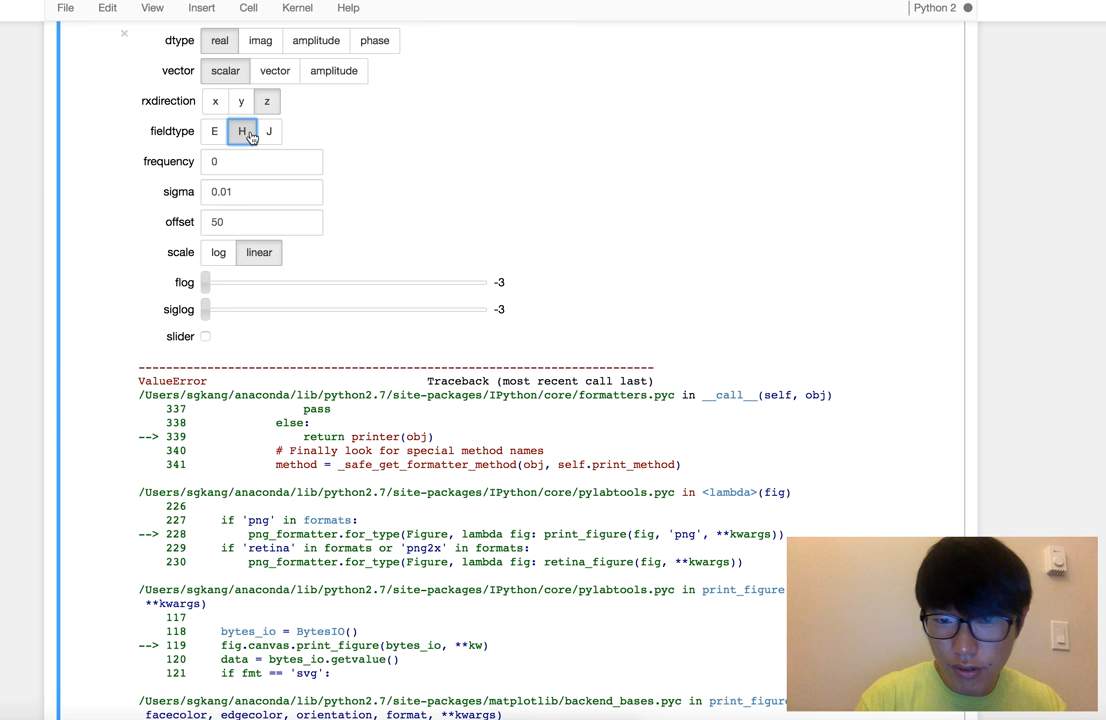 File Edit View Insert Cell Kernel Help Python 2
dtype real imag amplitude phase
vector scalar vector amplitude
rxdirection x y z
fieldtype E H J
frequency 0
sigma 0.01
offset 50
scale log linear
flog -3
siglog -3
slider
---------------------------------------------------------------------------
ValueError Traceback (most recent call last)
/Users/sgkang/anaconda/lib/python2.7/site-packages/IPython/core/formatters.pyc in __call__(self, obj)
337 pass
338 else:
--> 339 return printer(obj)
340 # Finally look for special method names
341 method = _safe_get_formatter_method(obj, self.print_method)
/Users/sgkang/anaconda/lib/python2.7/site-packages/IPython/core/pylabtools.pyc in <lambda>(fig)
226
227 if 'png' in formats:
--> 228 png_formatter.for_type(Figure, lambda fig: print_figure(fig, 'png', **kwargs))
229 if 'retina' in formats or 'png2x' in formats:
230 png_formatter.for_type(Figure, lambda fig: retina_figure(fig, **kwargs))
/Users/sgkang/anaconda/lib/python2.7/site-packages/IPython/core/pylabtools.pyc in print_figure
**kwargs)
117
118 bytes_io = BytesIO()
--> 119 fig.canvas.print_figure(bytes_io, **kw)
120 data = bytes_io.getvalue()
121 if fmt == 'svg':
/Users/sgkang/anaconda/lib/python2.7/site-packages/matplotlib/backend_bases.pyc in print_figure
facecolor, edgecolor, orientation, format, **kwargs)